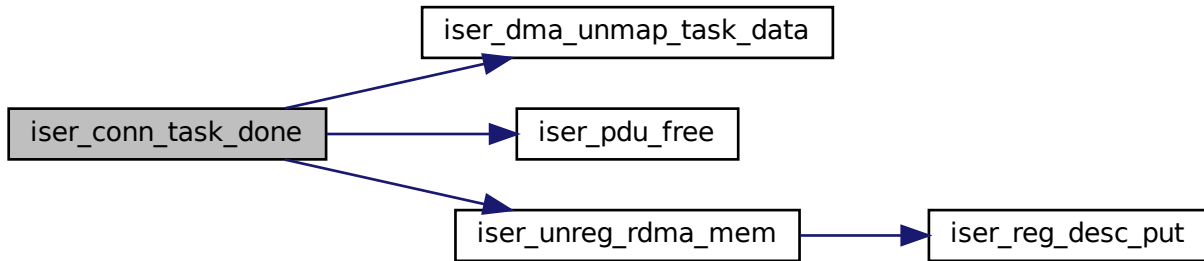 iser_dma_unmap_task_data
iser_conn_task_done
iser_pdu_free
iser_unreg_rdma_mem
iser_reg_desc_put